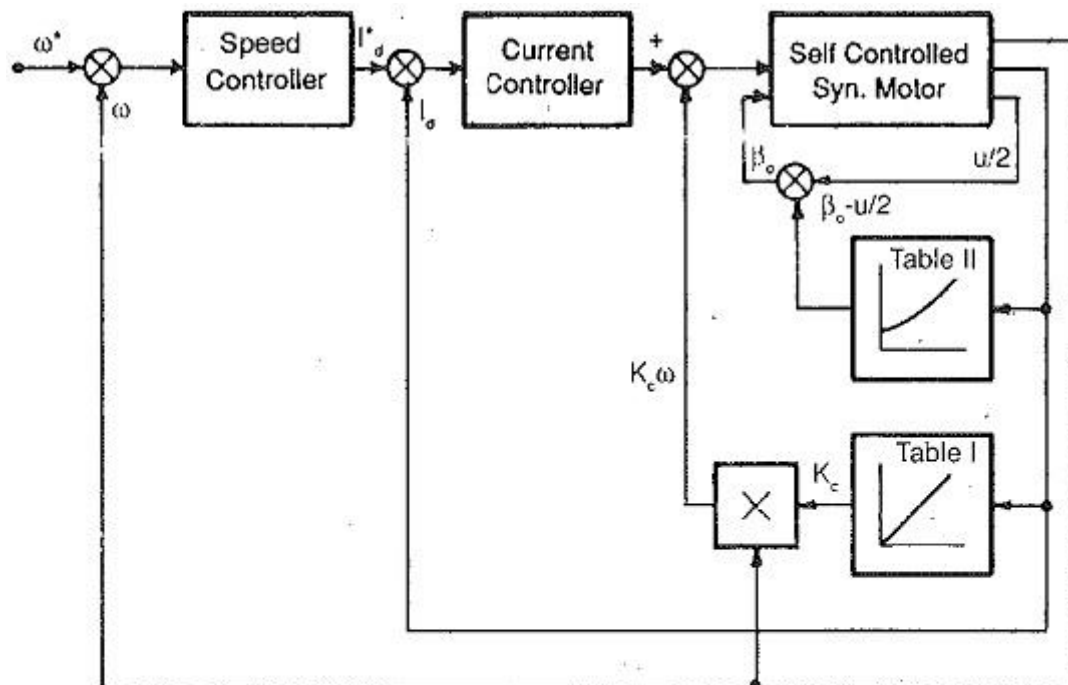 ω*
Speed
Controller
I*d
Current
Controller
+
Self Controlled
Syn. Motor
ω
Id
βo
u/2
βo-u/2
Table II
Kcω
Table I
Kc
×